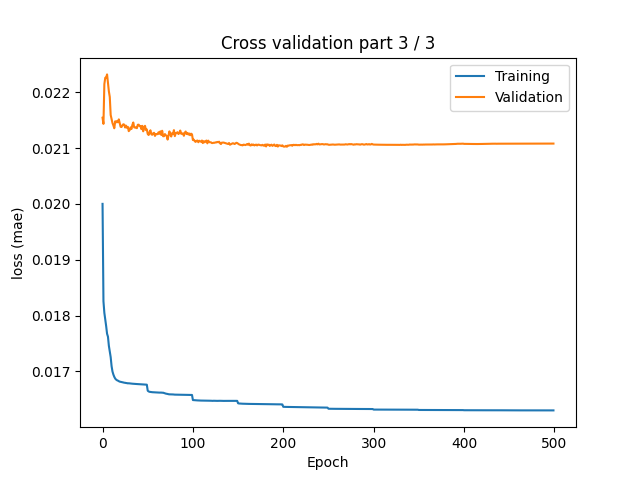 Cross validation part 3 / 3
Training
Validation
0.022
0.021
0.020
0.019
0.018
0.017
loss (mae)
0 100 200 300 400 500
Epoch